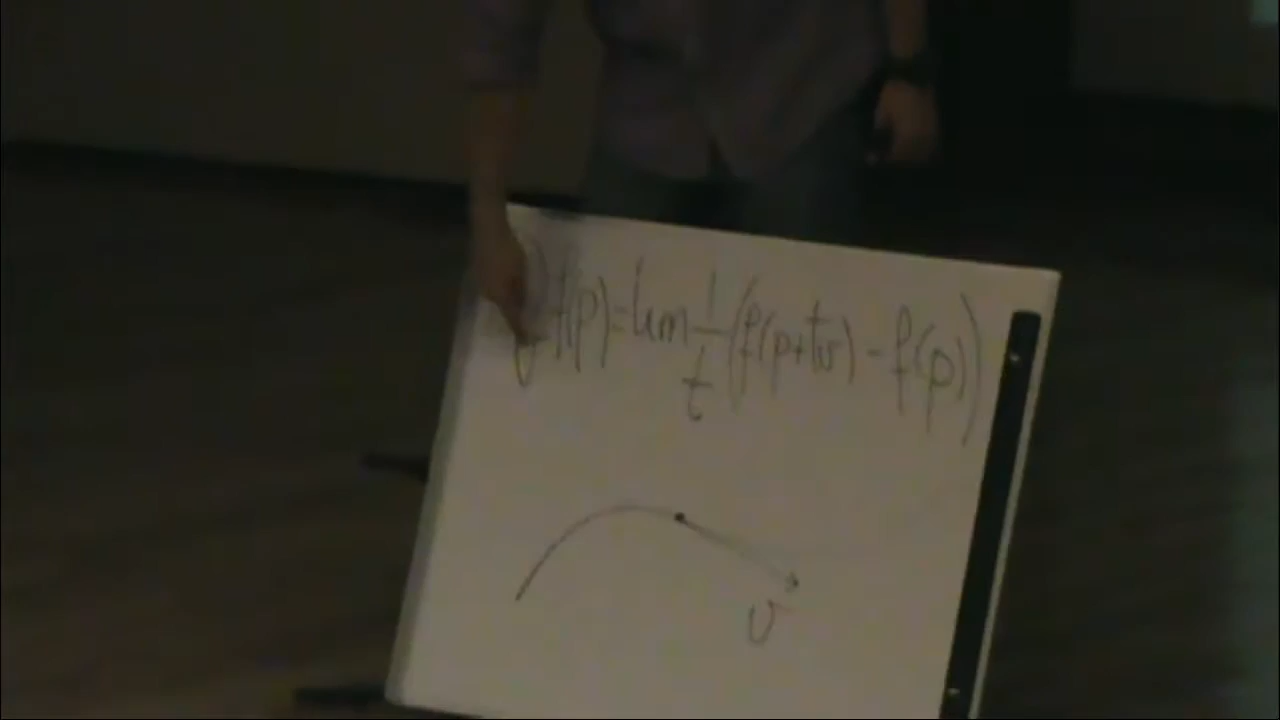 f(p)=lim 1/t (f(p+tv) - f(p))
v